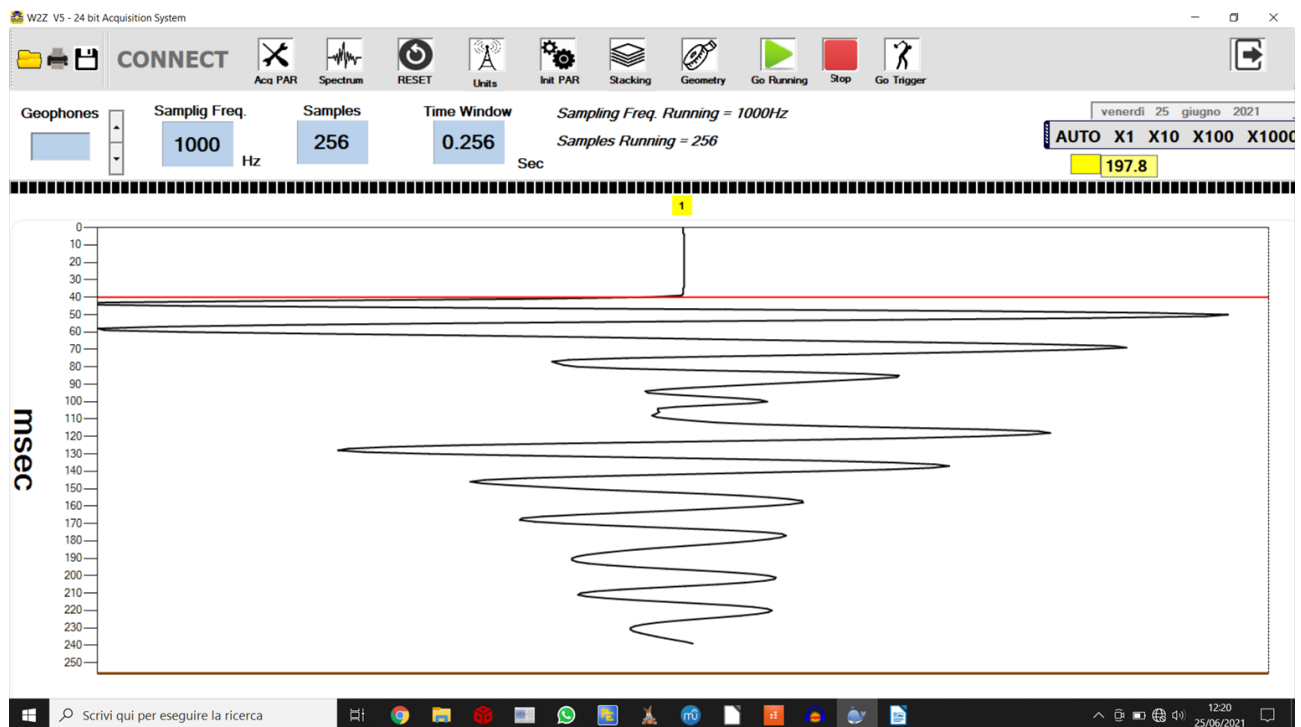 W2Z V5 - 24 bit Acquisition System
CONNECT
Acq PAR
Spectrum
RESET
Units
Init PAR
Stacking
Geometry
Go Running
Stop
Go Trigger
Geophones
Samplig Freq.
Samples
Time Window
Sampling Freq. Running = 1000Hz
Samples Running = 256
1000
Hz
256
0.256
Sec
venerdì 25 giugno 2021
AUTO X1 X10 X100 X1000
197.8
1
0
10
20
30
40
50
60
70
80
90
100
110
120
130
140
150
160
170
180
190
200
210
220
230
240
250
msec
Scrivi qui per eseguire la ricerca
12:20
25/06/2021